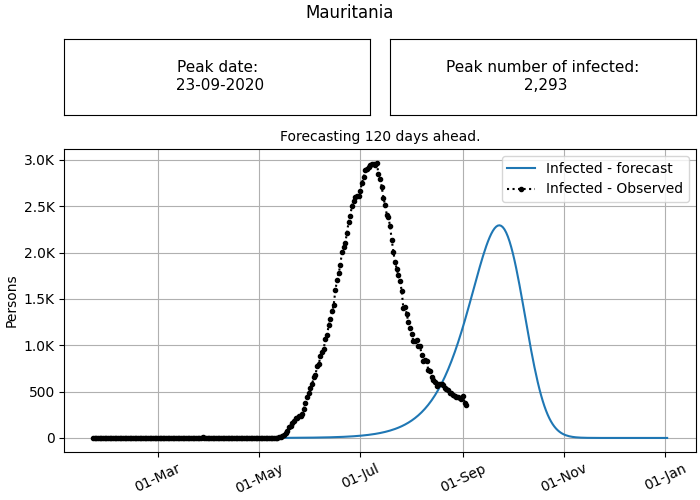 Mauritania
Peak date:
23-09-2020
Peak number of infected:
2,293
Forecasting 120 days ahead.
3.0K
2.5K
2.0K
1.5K
1.0K
500
0
Persons
Infected - forecast
Infected - Observed
01-Mar
01-May
01-Jul
01-Sep
01-Nov
01-Jan